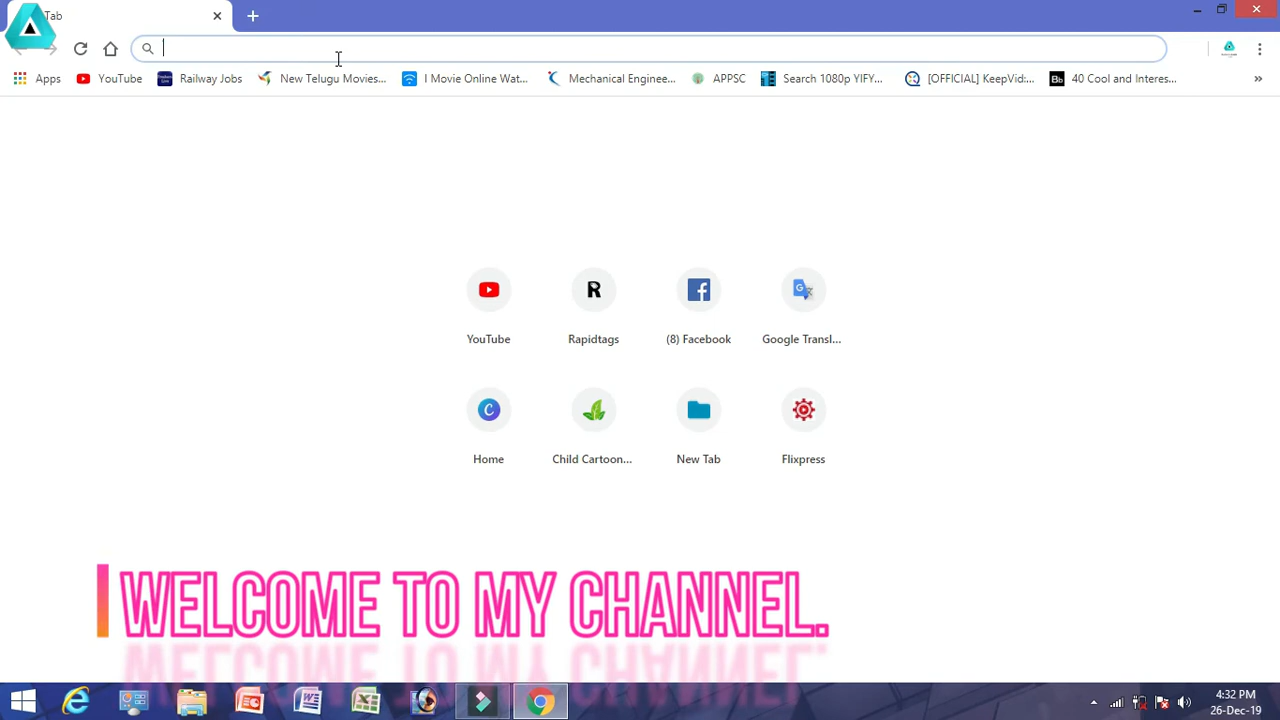 Tab
Apps YouTube Railway Jobs New Telugu Movies... I Movie Online Wat... Mechanical Enginee... APPSC Search 1080p YIFY... [OFFICIAL] KeepVid:... Bb 40 Cool and Interes... »
YouTube Rapidtags (8) Facebook Google Transl...
Home Child Cartoon... New Tab Flixpress
WELCOME TO MY CHANNEL.
4:32 PM
26-Dec-19